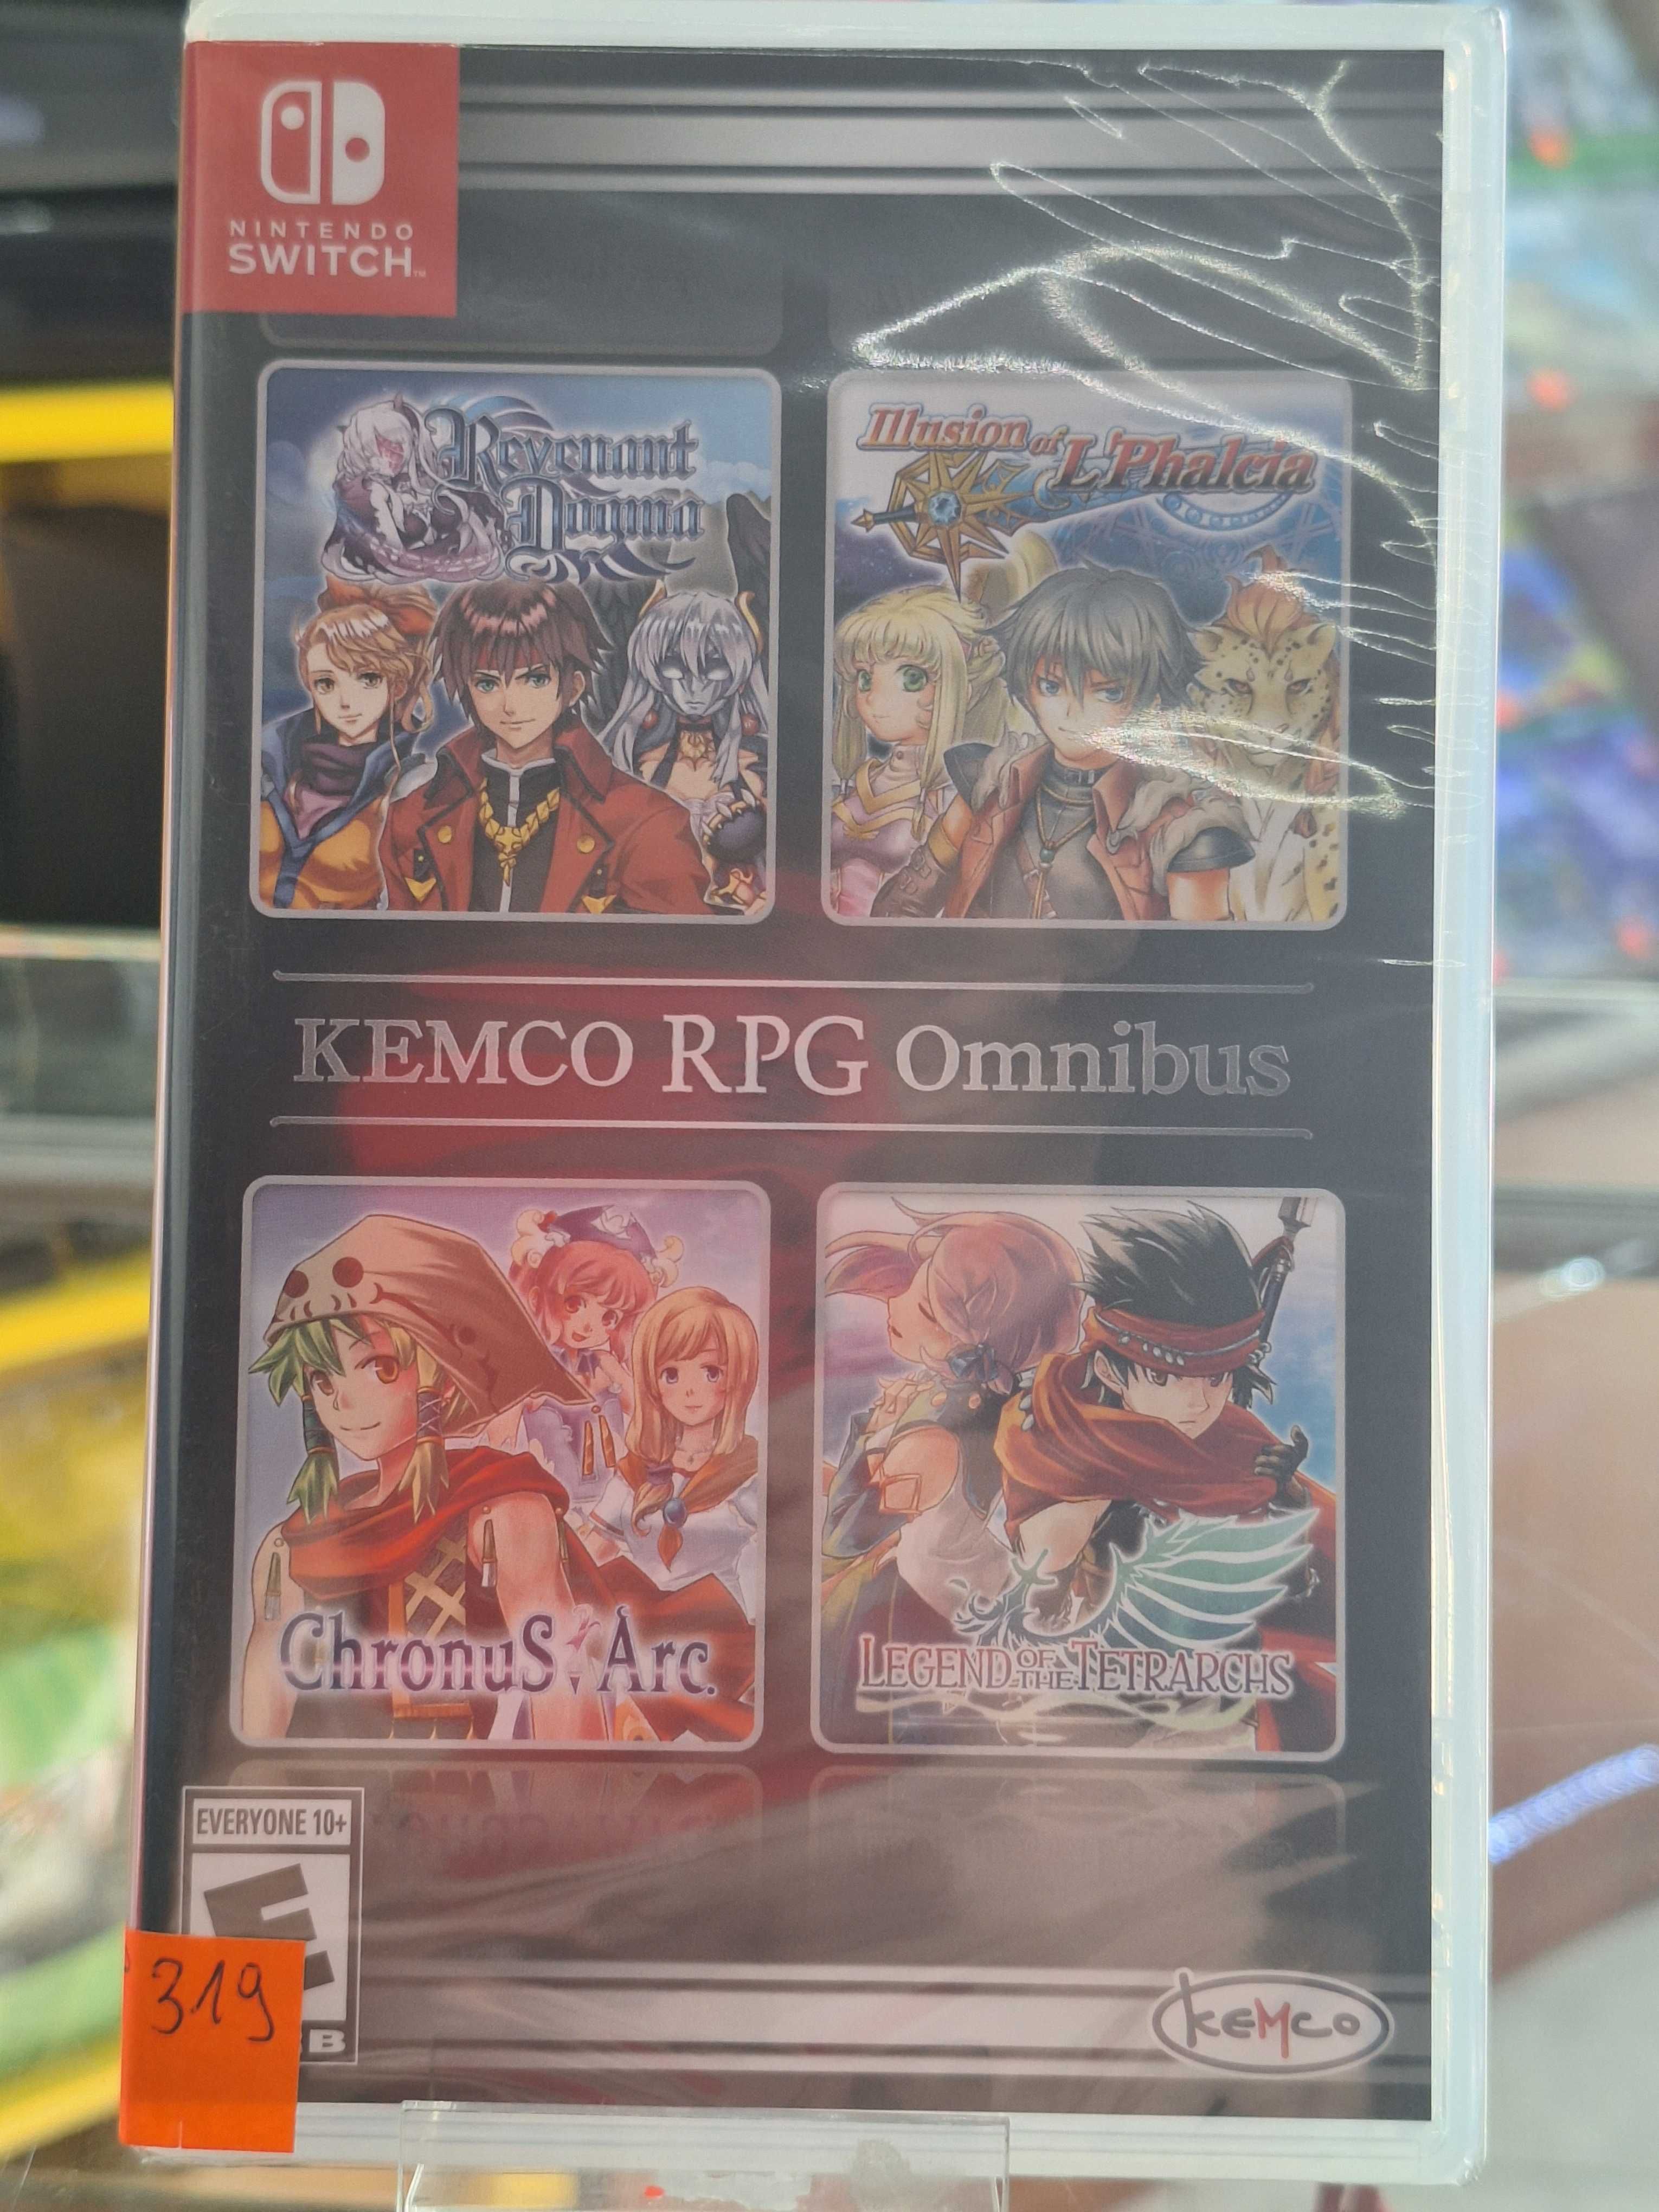 NINTENDO
SWITCH™
Revenant
Dogma
Illusion of
L'Phalcia
KEMCO RPG Omnibus
Chronus Arc.
LEGEND OF THE TETRARCHS
EVERYONE 10+
E
319
kemco